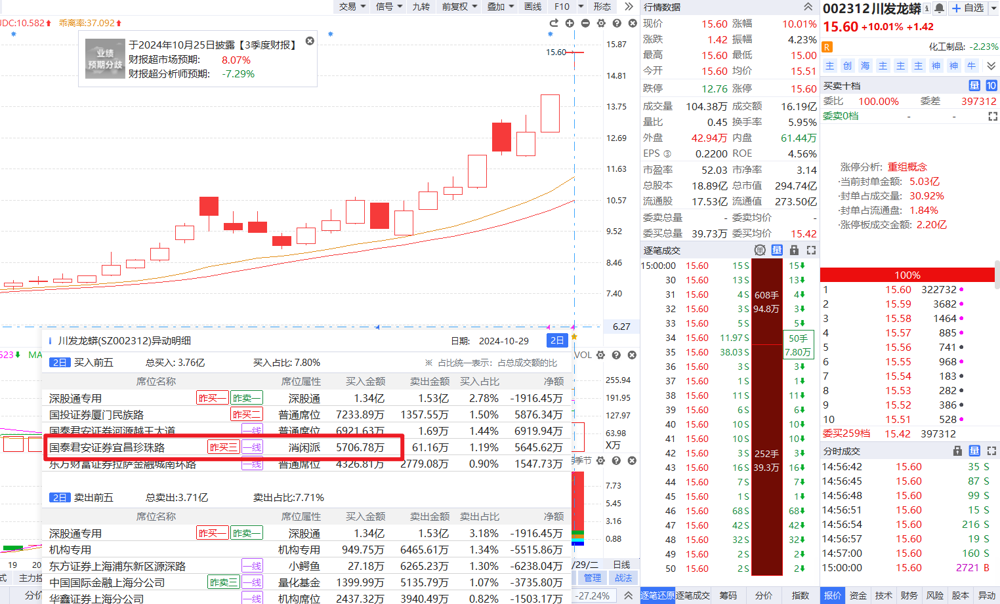 交易 信号 九转 前复权 叠加 画线 F10 形态
JDC:10.582 乖离率:37.092
于2024年10月25日披露【3季度财报】
业绩
预期分歧
财报超市场预期: 8.07%
财报超分析师预期: -7.29%
15.60
15.87
14.81
13.75
12.69
11.63
10.57
9.52
8.46
7.40
6.27
523 MA
VOL
255.94
191.95
127.97
63.98
X万
季节
7.73
5.45
3.16
0.88
19 20
/29/二 日线
式 主力控
管理 战法
分价
-27.24%
川发龙蟒(SZ002312)异动明细 日期: 2024-10-29 2日
2日 买入前五 总买入: 3.76亿 买入占比: 7.80% ※ 占比统一表示：占总成交额的比
席位名称 席位属性 买入金额 卖出金额 买入占比 净额
深股通专用 昨买一 昨卖一 深股通 1.34亿 1.53亿 2.78% -1916.45万
国投证券厦门民族路 昨买二 普通席位 7233.89万 1357.55万 1.50% 5876.34万
国泰君安证券河源越王大道 一线 普通席位 6921.63万 1.69万 1.44% 6919.94万
国泰君安证券宜昌珍珠路 昨买三 一线 消闲派 5706.78万 61.16万 1.19% 5645.62万
东方财富证券拉萨金融城南环路 一线 普通席位 4326.81万 2779.08万 0.90% 1547.73万
2日 卖出前五 总卖出:3.71亿 卖出占比:7.71%
席位名称 席位属性 买入金额 卖出金额 卖出占比 净额
深股通专用 昨买一 昨卖一 深股通 1.34亿 1.53亿 3.18% -1916.45万
机构专用 机构专用 949.75万 6465.61万 1.34% -5515.86万
东方证券上海浦东新区源深路 一线 小鳄鱼 27.18万 6265.23万 1.30% -6238.04万
中国国际金融上海分公司 昨卖三 一线 量化基金 1399.99万 5135.79万 1.07% -3735.80万
华鑫证券上海分公司 一线 机构席位 2437.32万 3940.49万 0.82% -1503.17万
行情数据
现价 15.60 涨幅 10.01%
涨跌 1.42 振幅 4.23%
最高 15.60 最低 15.00
今开 15.60 均价 15.51
跌停 12.76 涨停 15.60
成交量 104.38万 成交额 16.19亿
量比 0.45 换手率 5.95%
外盘 42.94万 内盘 61.44万
EPS ③ 0.2200 ROE 4.56%
市盈率 52.03 市净率 3.14
总股本 18.89亿 总市值 294.74亿
流通股 17.53亿 流通值 273.50亿
委卖总量 - 委卖均价 -
委买总量 39.73万 委买均价 15.42
逐笔成交 单 量
15:00:00 15.60 15 S 15
30 15.60 13 S 13
31 15.60 4 S 608手 4
32 15.60 3 S 94.8万 3
33 15.60 5 S 5
34 15.60 11.97 S 50手
35 15.60 38.03 S 7.80万
36 15.60 3 S 3
37 15.60 1 S 1
38 15.60 11 S 11
39 15.60 6 S 6
40 15.60 10 S 10
41 15.60 10 S 10
42 15.60 3 S 252手 3
43 15.60 16 S 39.3万 16
44 15.60 7 S 7
45 15.60 1 S 1
46 15.60 68 S 68
47 15.60 42 S 42
48 15.60 32 S 32
49 15.60 2 S 2
50 15.60 2 S 2
逐笔还原 逐笔成交 筹码 分价 指数
002312 川发龙蟒 自选
15.60 +10.01% +1.42
R 化工制品: -2.23%
主 创 海 主 主 主 神 神 牛
买卖十档 量 10
委比 100.00% 委差 397312
委卖0档 - -
涨停分析: 重组概念
·当前封单金额: 5.03亿
·封单占成交量: 30.92%
·封单占流通盘: 1.84%
·涨停板成交金额: 2.20亿
100%
1 15.60 322732
2 15.59 3682
3 15.58 1464
4 15.57 885
5 15.56 741
6 15.55 968
7 15.54 183
8 15.53 282
9 15.52 386
10 15.51 528
委买259档 15.42 397312
分时成交 量
14:56:42 15.60 35 S
14:56:45 15.60 87 S
14:56:48 15.60 99 S
14:56:51 15.60 15 S
14:56:54 15.60 216 S
14:56:57 15.60 19 S
14:57:00 15.60 160 S
15:00:00 15.60 2721 B
报价 资金 技术 财务 风险 股本 异动